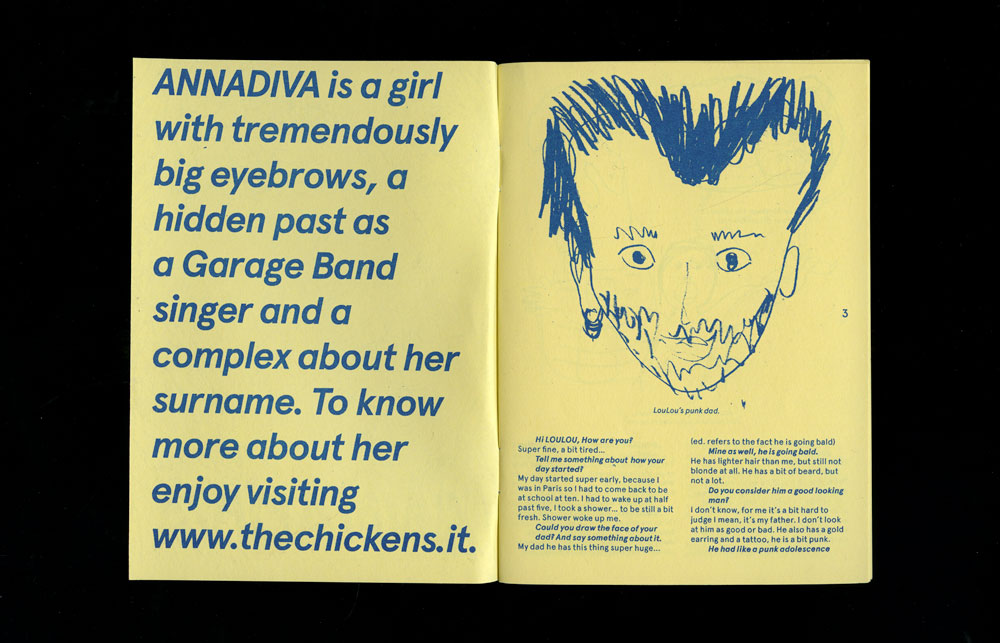 ANNADIVA is a girl
with tremendously
big eyebrows, a
hidden past as
a Garage Band
singer and a
complex about her
surname. To know
more about her
enjoy visiting
www.thechickens.it.
3
LouLou's punk dad.
Hi LOULOU, How are you?
Super fine, a bit tired...
Tell me something about how your
day started?
My day started super early, because I
was in Paris so I had to come back to be
at school at ten. I had to wake up at half
past five, I took a shower... to be still a bit
fresh. Shower woke up me.
Could you draw the face of your
dad? And say something about it.
My dad he has this thing super huge...
(ed. refers to the fact he is going bald)
Mine as well, he is going bald.
He has lighter hair than me, but still not
blonde at all. He has a bit of beard, but
not a lot.
Do you consider him a good looking
man?
I don't know, for me it's a bit hard to
judge I mean, it's my father. I don't look
at him as good or bad. He also has a gold
earring and a tattoo, he is a bit punk.
He had like a punk adolescence